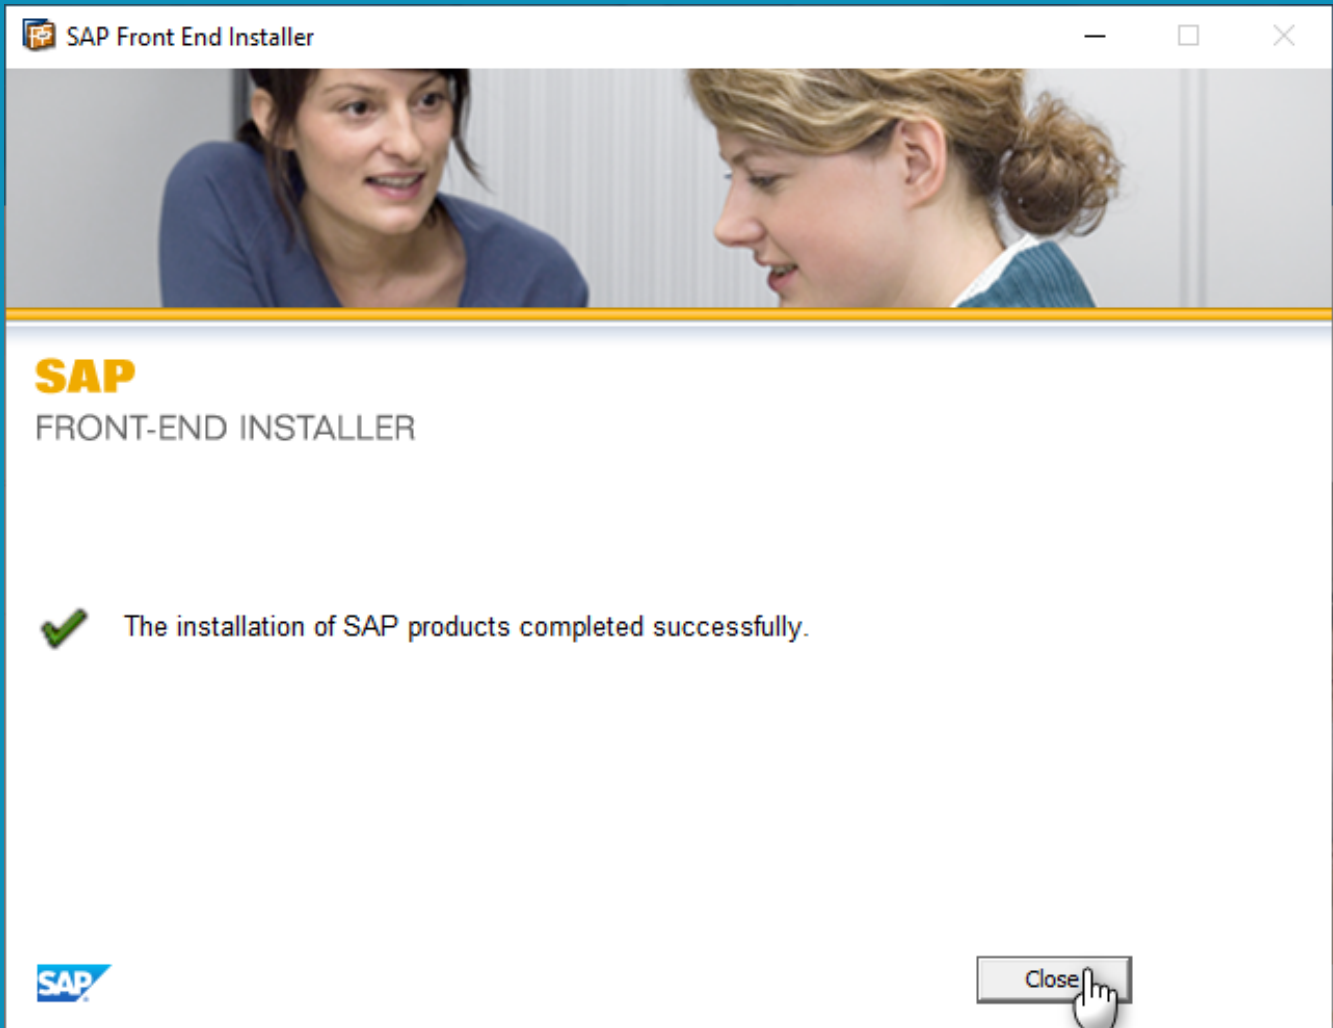 SAP Front End Installer
SAP
FRONT-END INSTALLER
The installation of SAP products completed successfully.
SAP
Close